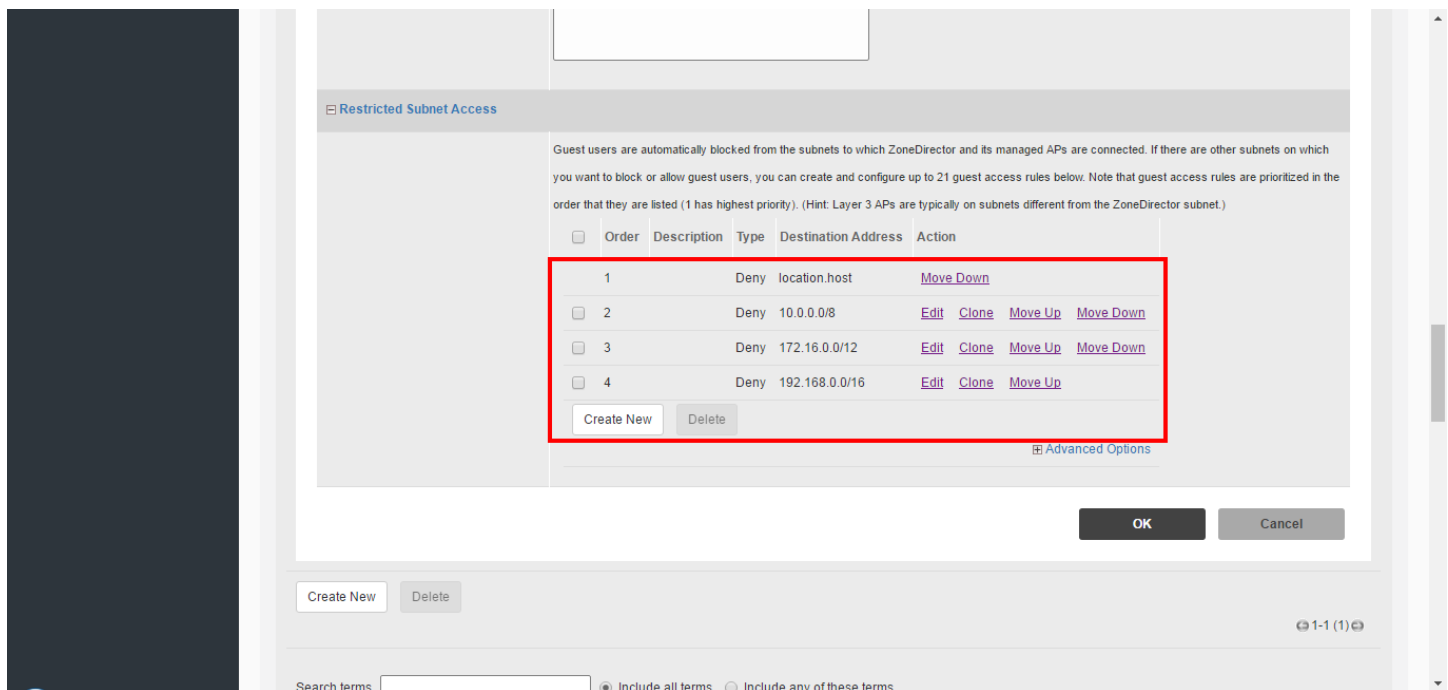 Restricted Subnet Access
Guest users are automatically blocked from the subnets to which ZoneDirector and its managed APs are connected. If there are other subnets on which
you want to block or allow guest users, you can create and configure up to 21 guest access rules below. Note that guest access rules are prioritized in the
order that they are listed (1 has highest priority). (Hint: Layer 3 APs are typically on subnets different from the ZoneDirector subnet.)
Order Description Type Destination Address Action
1 Deny location.host Move Down
2 Deny 10.0.0.0/8 Edit Clone Move Up Move Down
3 Deny 172.16.0.0/12 Edit Clone Move Up Move Down
4 Deny 192.168.0.0/16 Edit Clone Move Up
Create New Delete
Advanced Options
OK Cancel
Create New Delete
1-1 (1)
Search terms Include all terms Include any of these terms